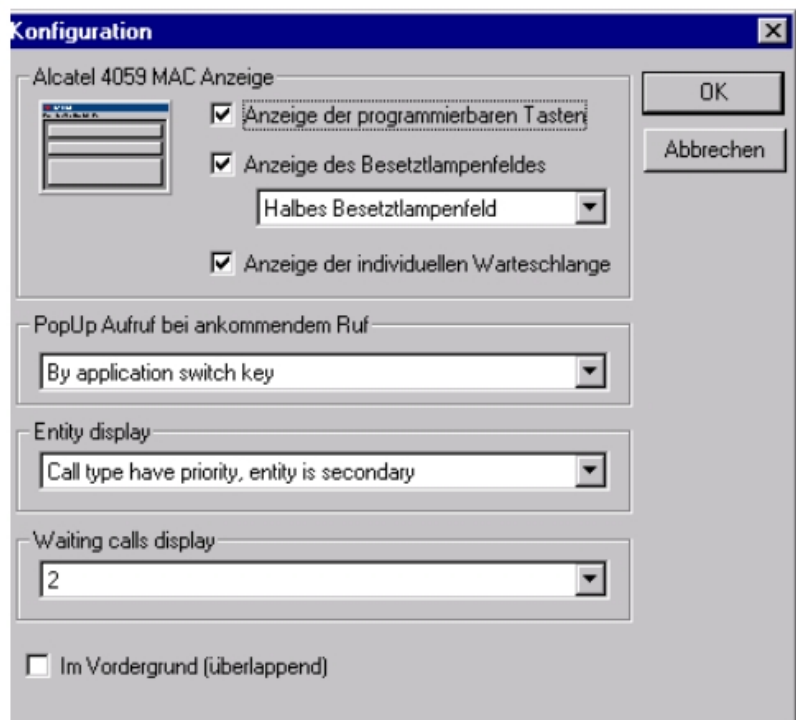 Konfiguration
Alcatel 4059 MAC Anzeige
Anzeige der programmierbaren Tasten
Anzeige des Besetztlampenfeldes
Halbes Besetztlampenfeld
Anzeige der individuellen Warteschlange
OK
Abbrechen
PopUp Aufruf bei ankommendem Ruf
By application switch key
Entity display
Call type have priority, entity is secondary
Waiting calls display
2
Im Vordergrund (überlappend)